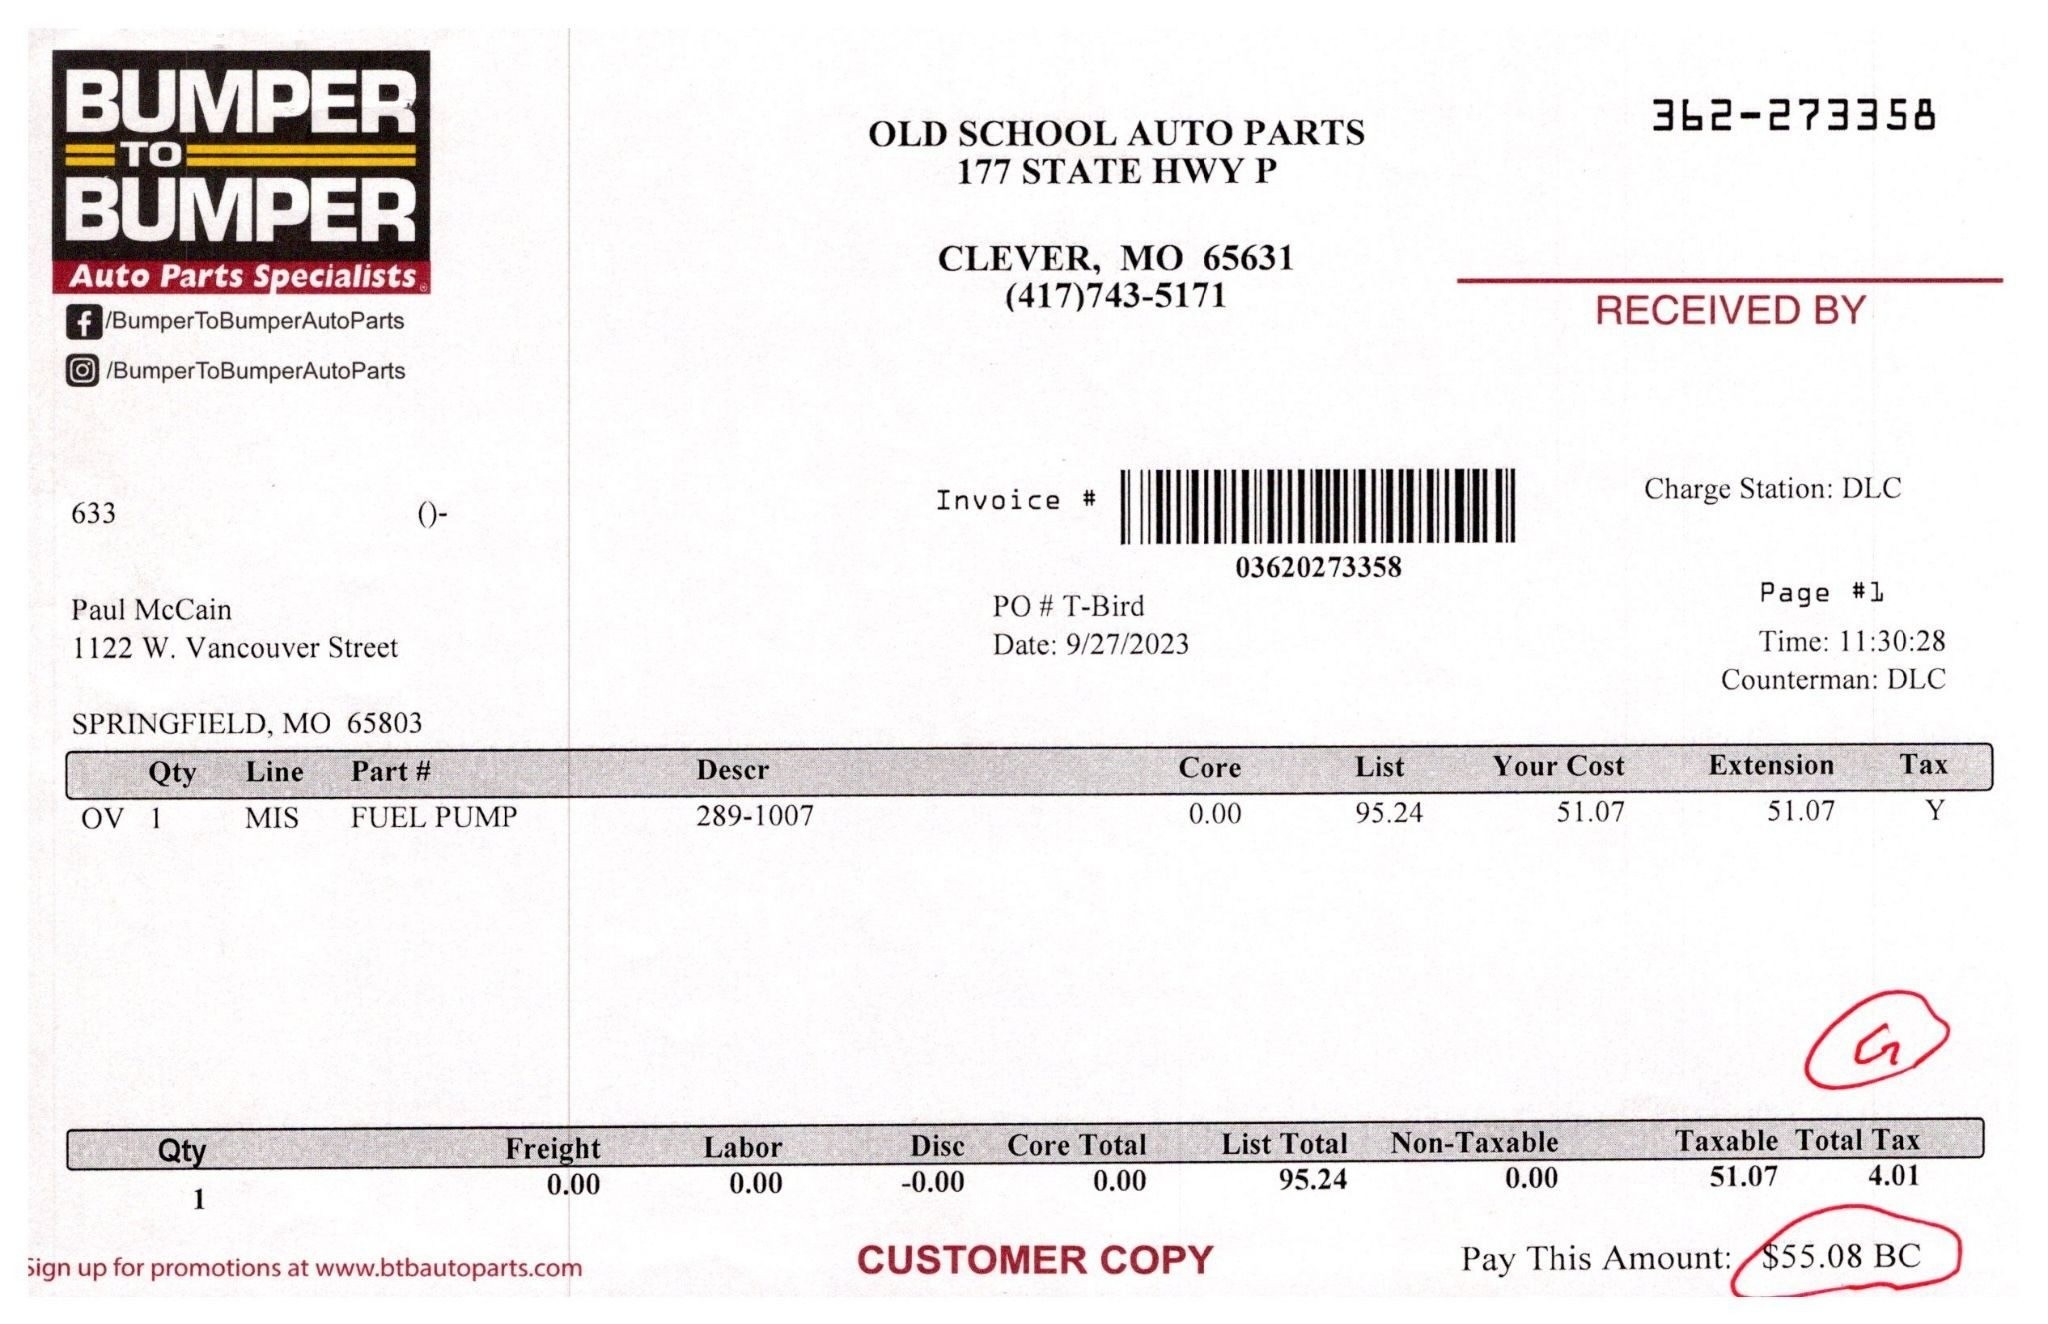 BUMPER
TO
BUMPER
Auto Parts Specialists®
/BumperToBumperAutoParts
/BumperToBumperAutoParts
OLD SCHOOL AUTO PARTS
177 STATE HWY P
CLEVER, MO 65631
(417)743-5171
362-273358
RECEIVED BY
633 ()-
Invoice #
03620273358
Charge Station: DLC
Paul McCain
1122 W. Vancouver Street
SPRINGFIELD, MO 65803
PO # T-Bird
Date: 9/27/2023
Page #1
Time: 11:30:28
Counterman: DLC
Qty Line Part # Descr Core List Your Cost Extension Tax
OV 1 MIS FUEL PUMP 289-1007 0.00 95.24 51.07 51.07 Y
G
Qty Freight Labor Disc Core Total List Total Non-Taxable Taxable Total Tax
1 0.00 0.00 -0.00 0.00 95.24 0.00 51.07 4.01
Sign up for promotions at www.btbautoparts.com
CUSTOMER COPY
Pay This Amount: $55.08 BC